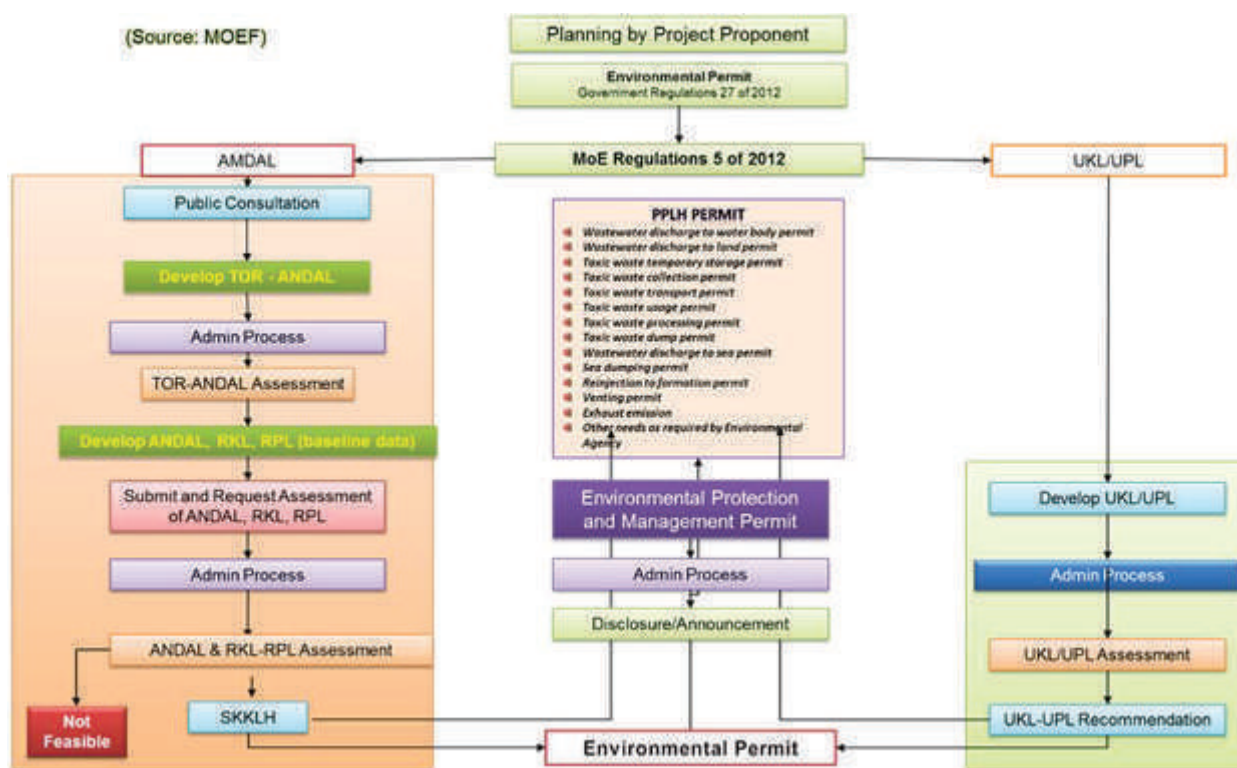 (Source: MOEF)
Planning by Project Proponent
Environmental Permit
Government Regulations 27 of 2012
AMDAL
MoE Regulations 5 of 2012
UKL/UPL
Public Consultation
Develop TOR - ANDAL
Admin Process
TOR-ANDAL Assessment
Develop ANDAL, RKL, RPL (baseline data)
Submit and Request Assessment
of ANDAL, RKL, RPL
Admin Process
ANDAL & RKL-RPL Assessment
Not
Feasible
SKKLH
PPLH PERMIT
Wastewater discharge to water body permit
Wastewater discharge to land permit
Toxic waste temporary storage permit
Toxic waste collection permit
Toxic waste transport permit
Toxic waste usage permit
Toxic waste processing permit
Toxic waste dump permit
Wastewater discharge to sea permit
Sea dumping permit
Reinjection to formation permit
Venting permit
Exhaust emission
Other needs as required by Environmental
Agency
Environmental Protection
and Management Permit
Admin Process
Disclosure/Announcement
Environmental Permit
Develop UKL/UPL
Admin Process
UKL/UPL Assessment
UKL-UPL Recommendation